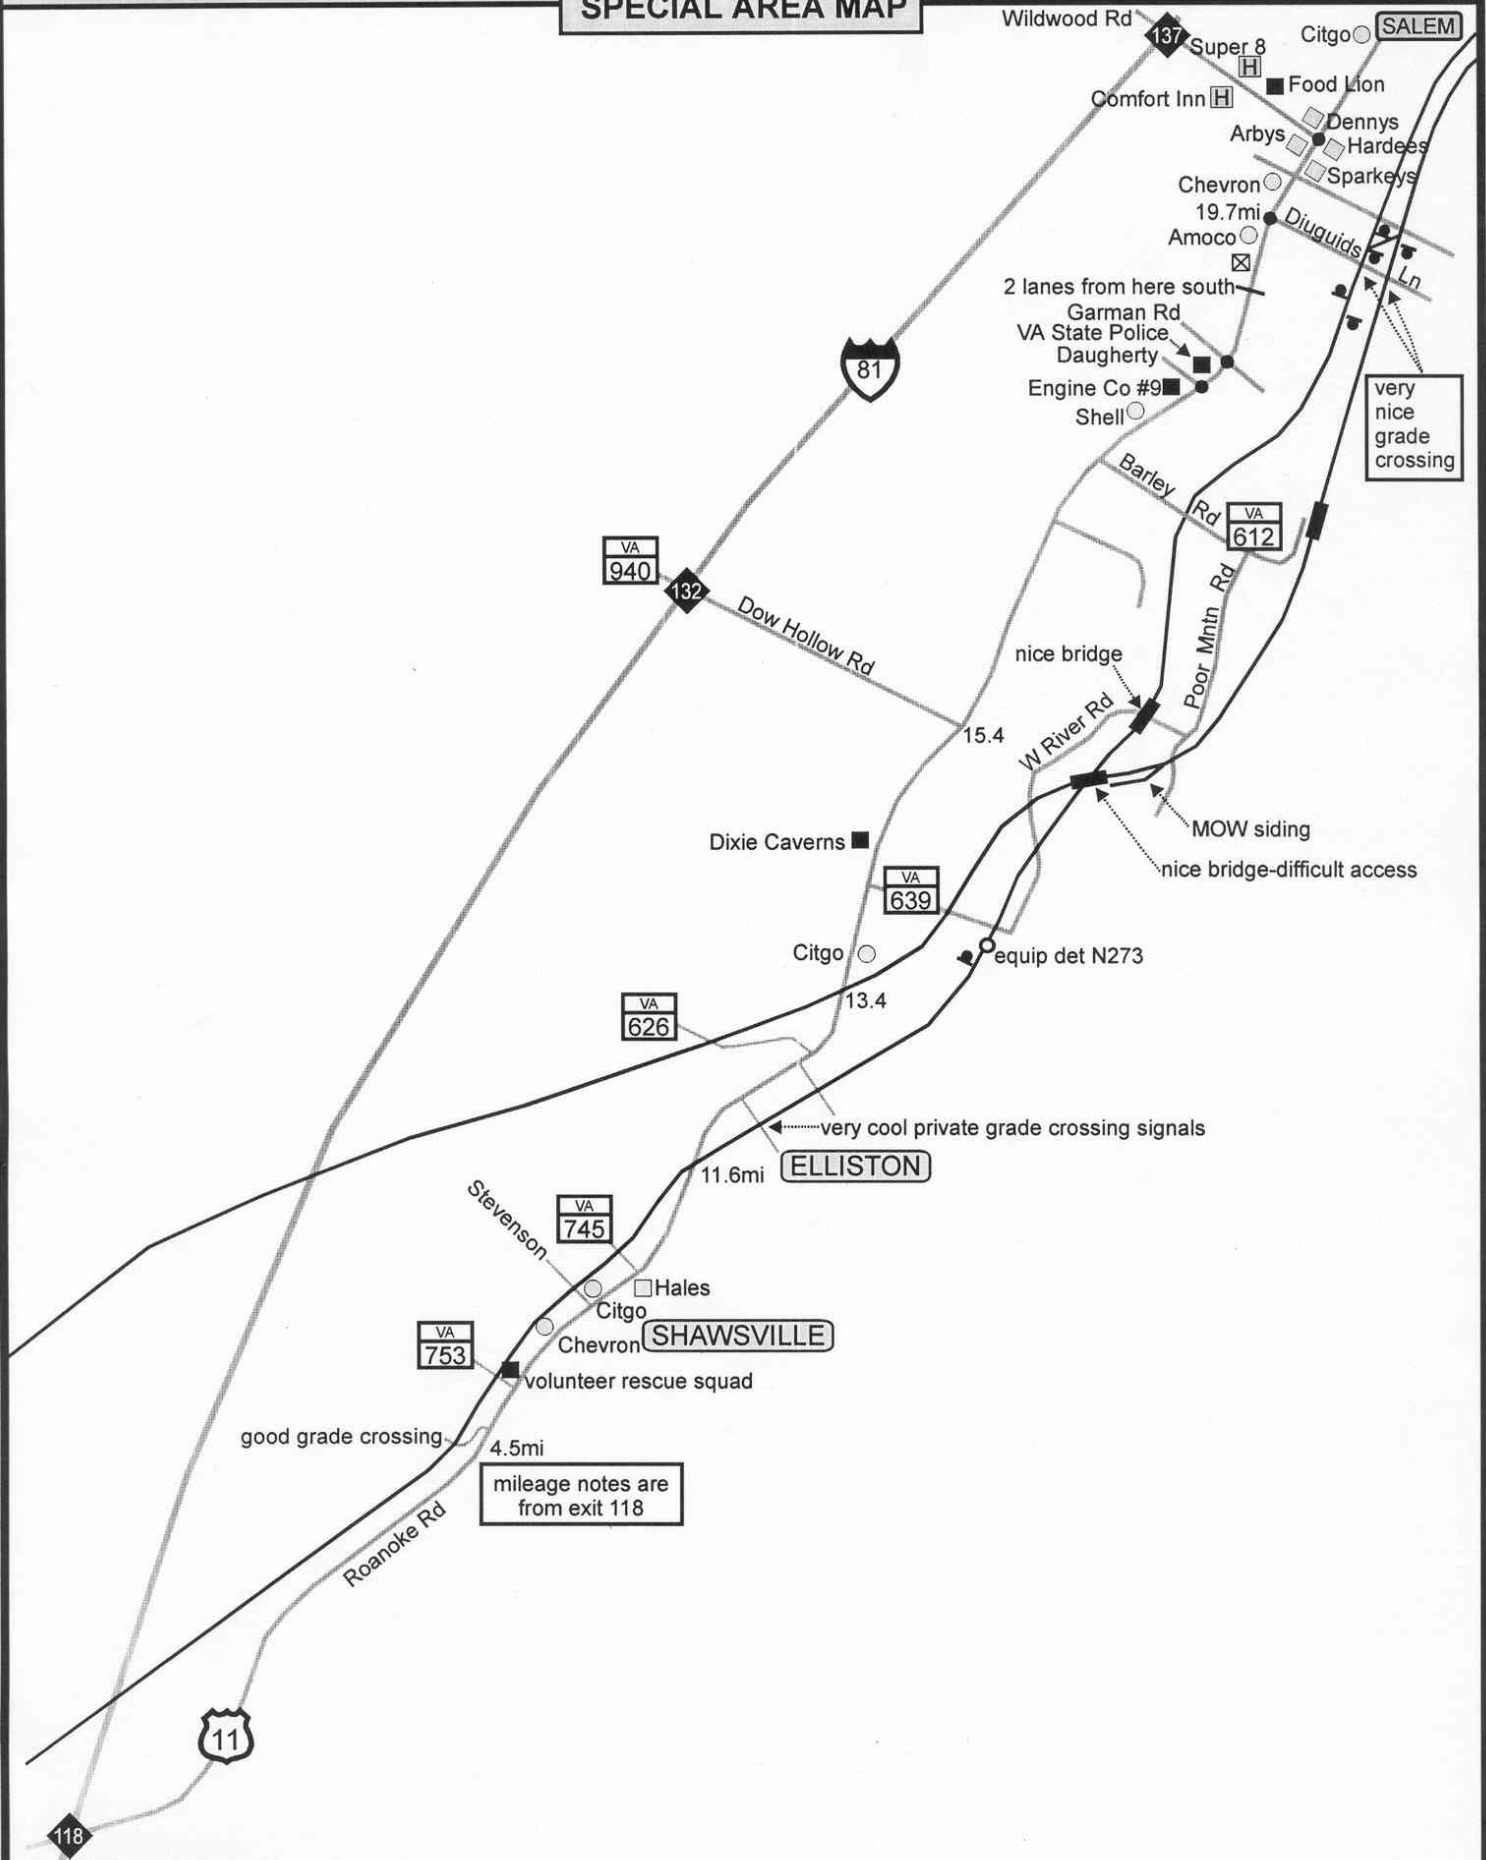 SPECIAL AREA MAP
Wildwood Rd
137
Citgo
SALEM
Super 8
H
Food Lion
Comfort Inn H
Dennys
Arbys
Hardees
Sparkeys
Chevron
19.7mi
Diuguids Ln
Amoco
2 lanes from here south
Garman Rd
VA State Police
Daugherty
81
Engine Co #9
Shell
very
nice
grade
crossing
Barley Rd
VA
612
VA
940
132
Dow Hollow Rd
Poor Mntn Rd
nice bridge
W River Rd
15.4
MOW siding
Dixie Caverns
nice bridge-difficult access
VA
639
Citgo
equip det N273
13.4
VA
626
very cool private grade crossing signals
ELLISTON
11.6mi
Stevenson
VA
745
Hales
Citgo
SHAWSVILLE
Chevron
VA
753
volunteer rescue squad
good grade crossing
4.5mi
mileage notes are
from exit 118
Roanoke Rd
11
118